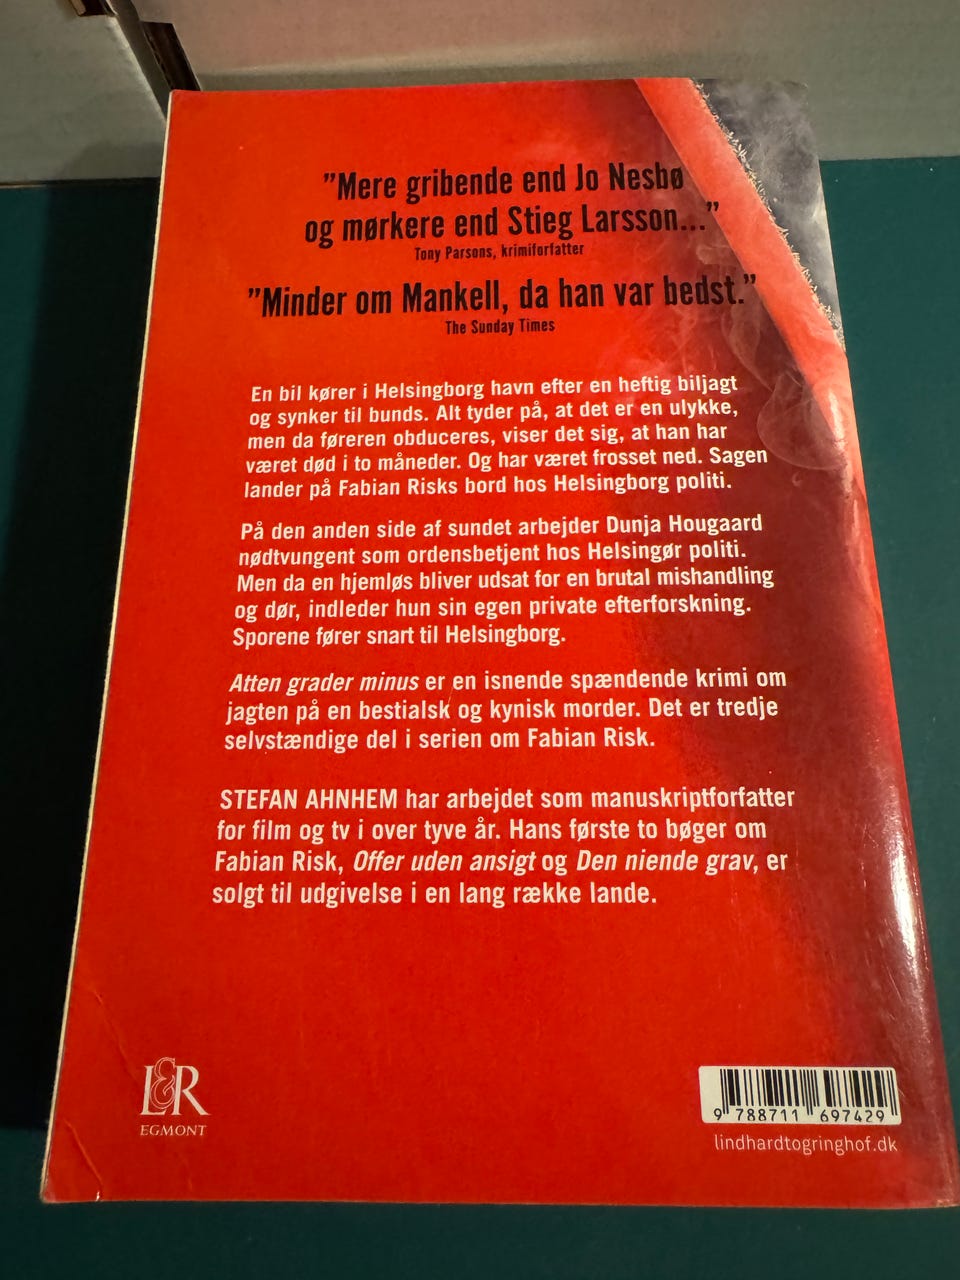 ”Mere gribende end Jo Nesbø
og mørkere end Stieg Larsson...”
Tony Parsons, krimiforfatter
”Minder om Mankell, da han var bedst.”
The Sunday Times
En bil kører i Helsingborg havn efter en heftig biljagt
og synker til bunds. Alt tyder på, at det er en ulykke,
men da føreren obduceres, viser det sig, at han har
været død i to måneder. Og har været frosset ned. Sagen
lander på Fabian Risks bord hos Helsingborg politi.
På den anden side af sundet arbejder Dunja Hougaard
nødtvungent som ordensbetjent hos Helsingør politi.
Men da en hjemløs bliver udsat for en brutal mishandling
og dør, indleder hun sin egen private efterforskning.
Sporene fører snart til Helsingborg.
Atten grader minus er en isnende spændende krimi om
jagten på en bestialsk og kynisk morder. Det er tredje
selvstændige del i serien om Fabian Risk.
STEFAN AHNHEM har arbejdet som manuskriptforfatter
for film og tv i over tyve år. Hans første to bøger om
Fabian Risk, Offer uden ansigt og Den niende grav, er
solgt til udgivelse i en lang række lande.
L&R
EGMONT
9 788711 697429
lindhardtogringhof.dk